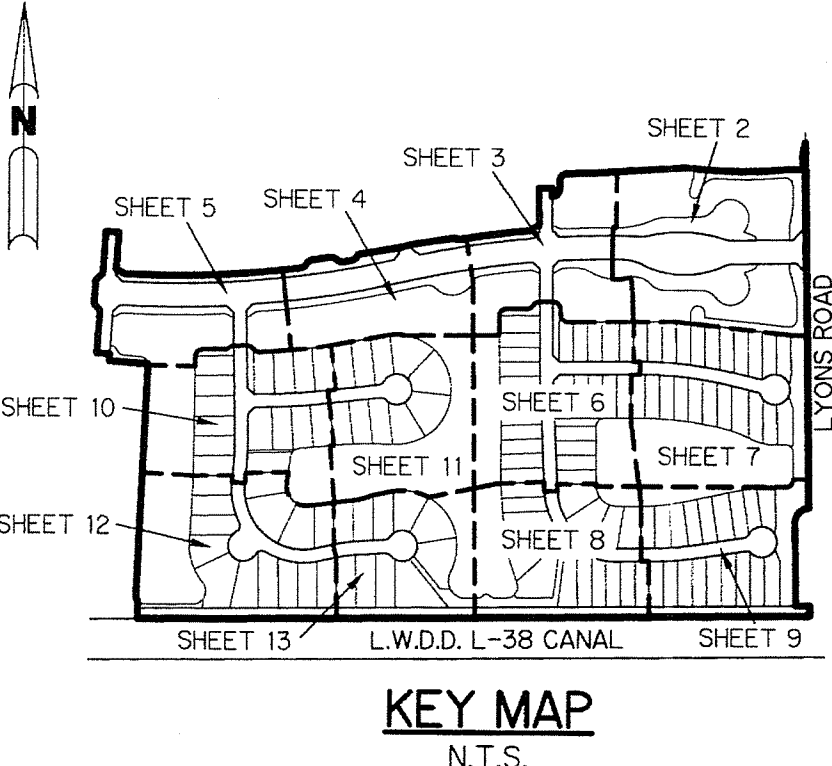 N
SHEET 2
SHEET 3
SHEET 4
SHEET 5
LYONS ROAD
SHEET 6
SHEET 10
SHEET 7
SHEET 11
SHEET 12
SHEET 8
SHEET 13
L.W.D.D. L-38 CANAL
SHEET 9
KEY MAP
N.T.S.